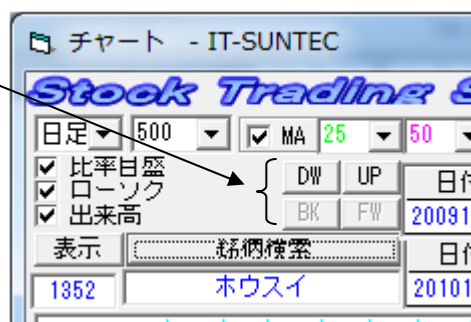 チャート - IT-SUNTEC
Stock Trading S
日足 500 MA 25 50
比率目盛 DW UP 日付
ローソク
出来高 BK FW 20091
表示 銘柄検索 日付
1352 ホウスイ 20101